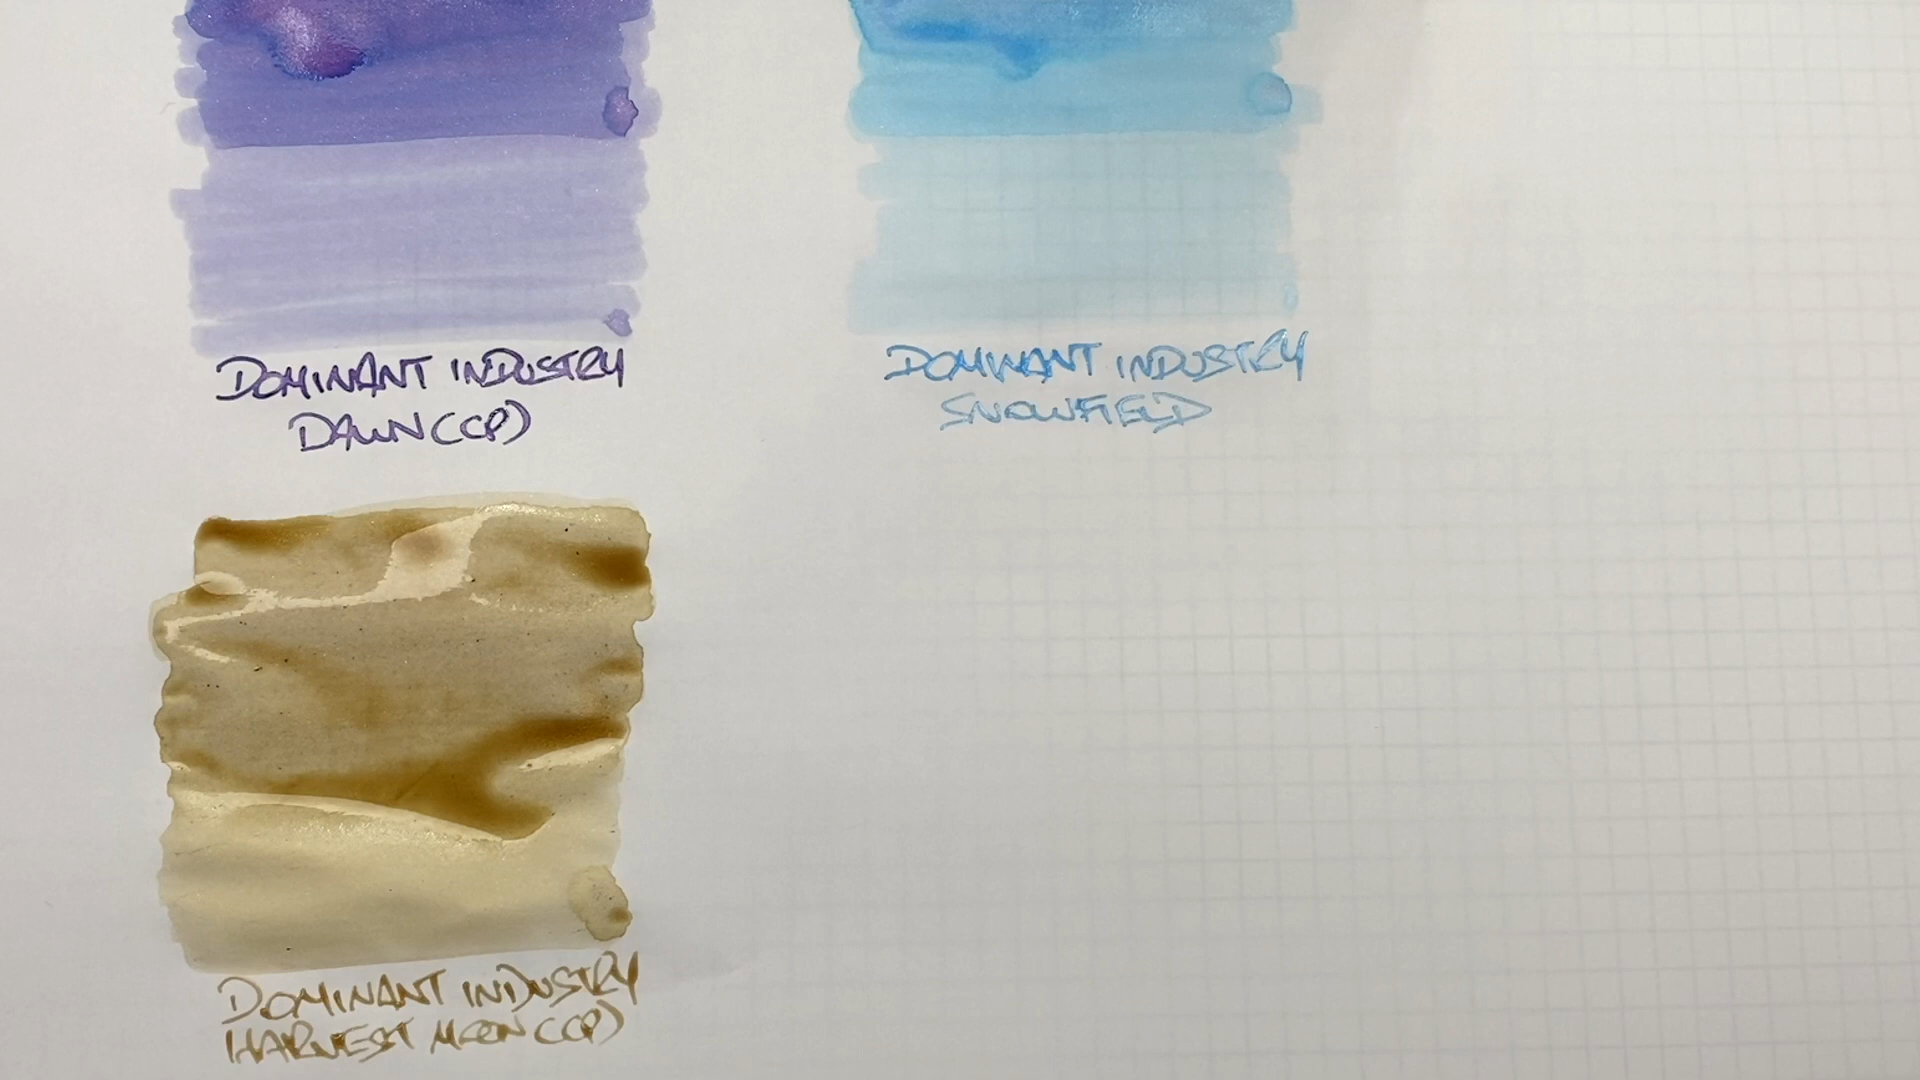 DOMINANT INDUSTRY
DAWN (CP)
DOMINANT INDUSTRY
SNOWFIELD
DOMINANT INDUSTRY
HARVEST MOON (CP)